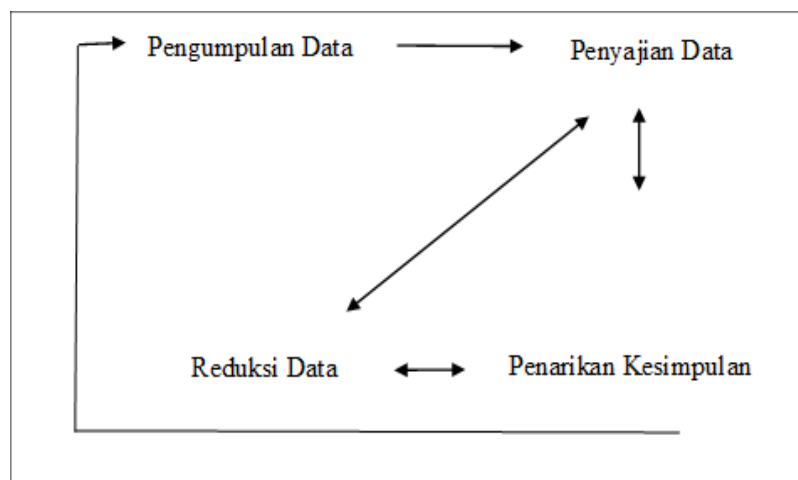 Pengumpulan Data
Penyajian Data
Reduksi Data
Penarikan Kesimpulan